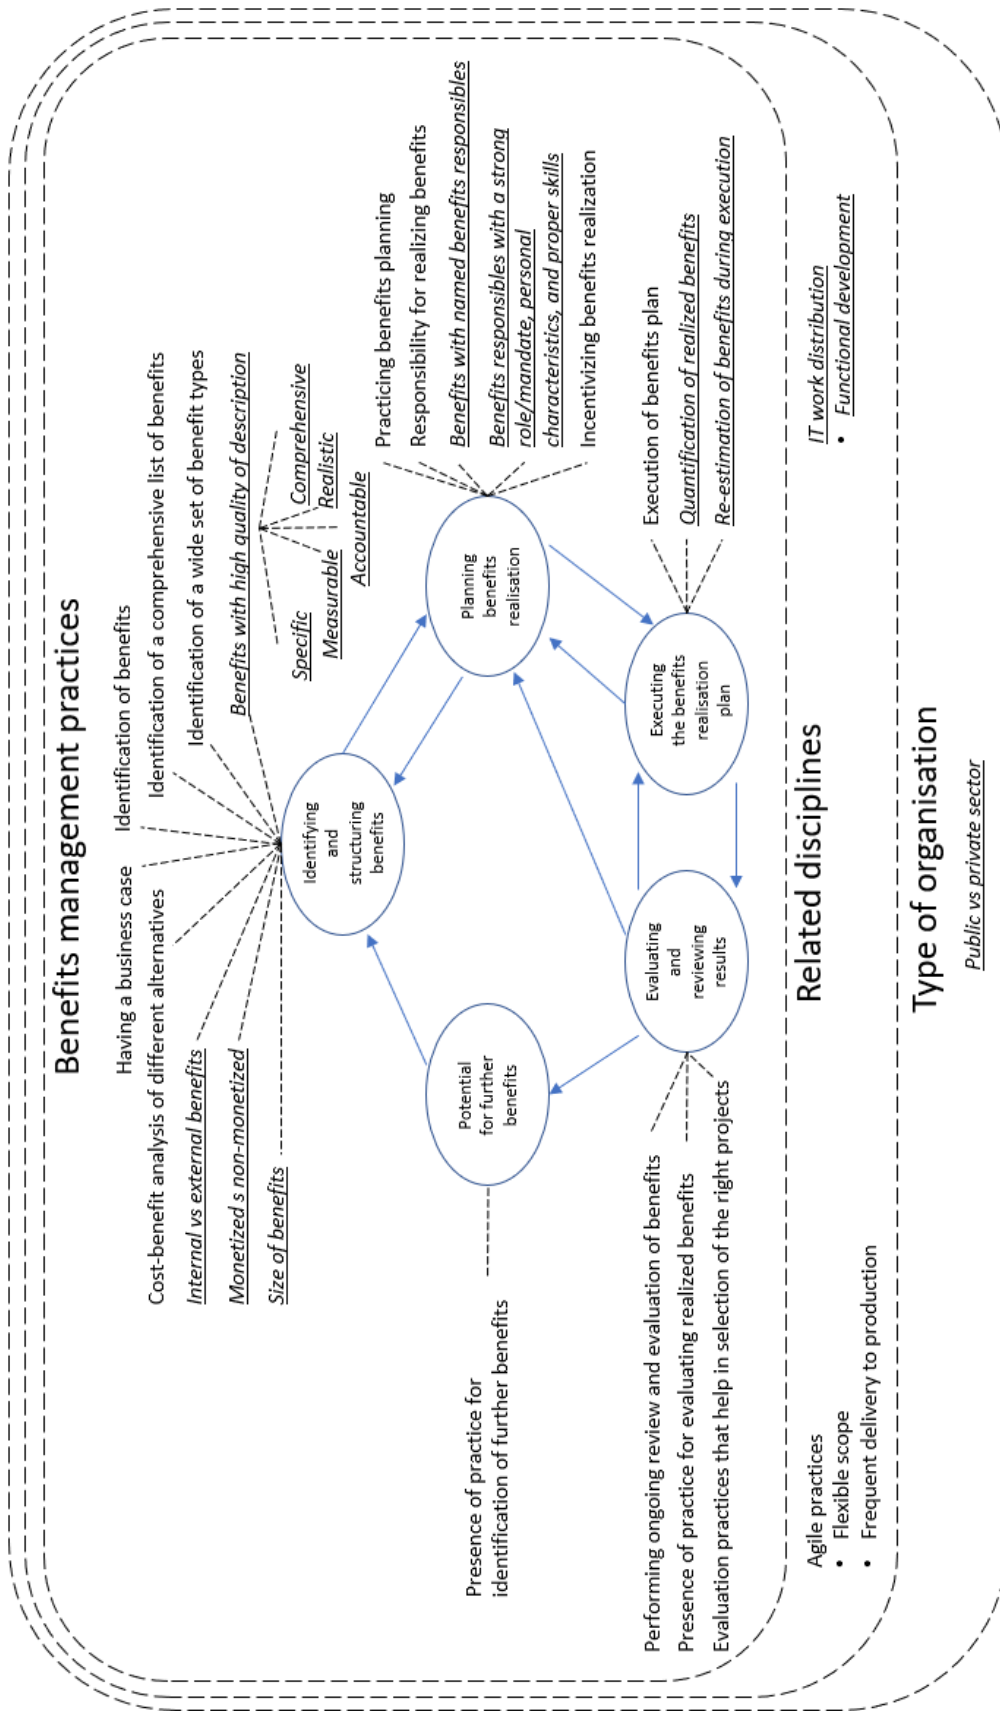 Benefits management practices
Having a business case
Identification of benefits
Cost-benefit analysis of different alternatives
Identification of a comprehensive list of benefits
Internal vs external benefits
Identification of a wide set of benefit types
Monetized s non-monetized
Benefits with high quality of description
Size of benefits
Specific
Comprehensive
Measurable
Realistic
Accountable
Identifying
and
structuring
benefits
Practicing benefits planning
Responsibility for realizing benefits
Benefits with named benefits responsibles
Benefits responsibles with a strong
role/mandate, personal
characteristics, and proper skills
Incentivizing benefits realization
Planning
benefits
realisation
Potential
for further
benefits
Presence of practice for
identification of further benefits
Performing ongoing review and evaluation of benefits
Presence of practice for evaluating realized benefits
Evaluation practices that help in selection of the right projects
Evaluating
and
reviewing
results
Executing
the benefits
realisation
plan
Execution of benefits plan
Quantification of realized benefits
Re-estimation of benefits during execution
Related disciplines
Agile practices
• Flexible scope
• Frequent delivery to production
IT work distribution
• Functional development
Type of organisation
Public vs private sector